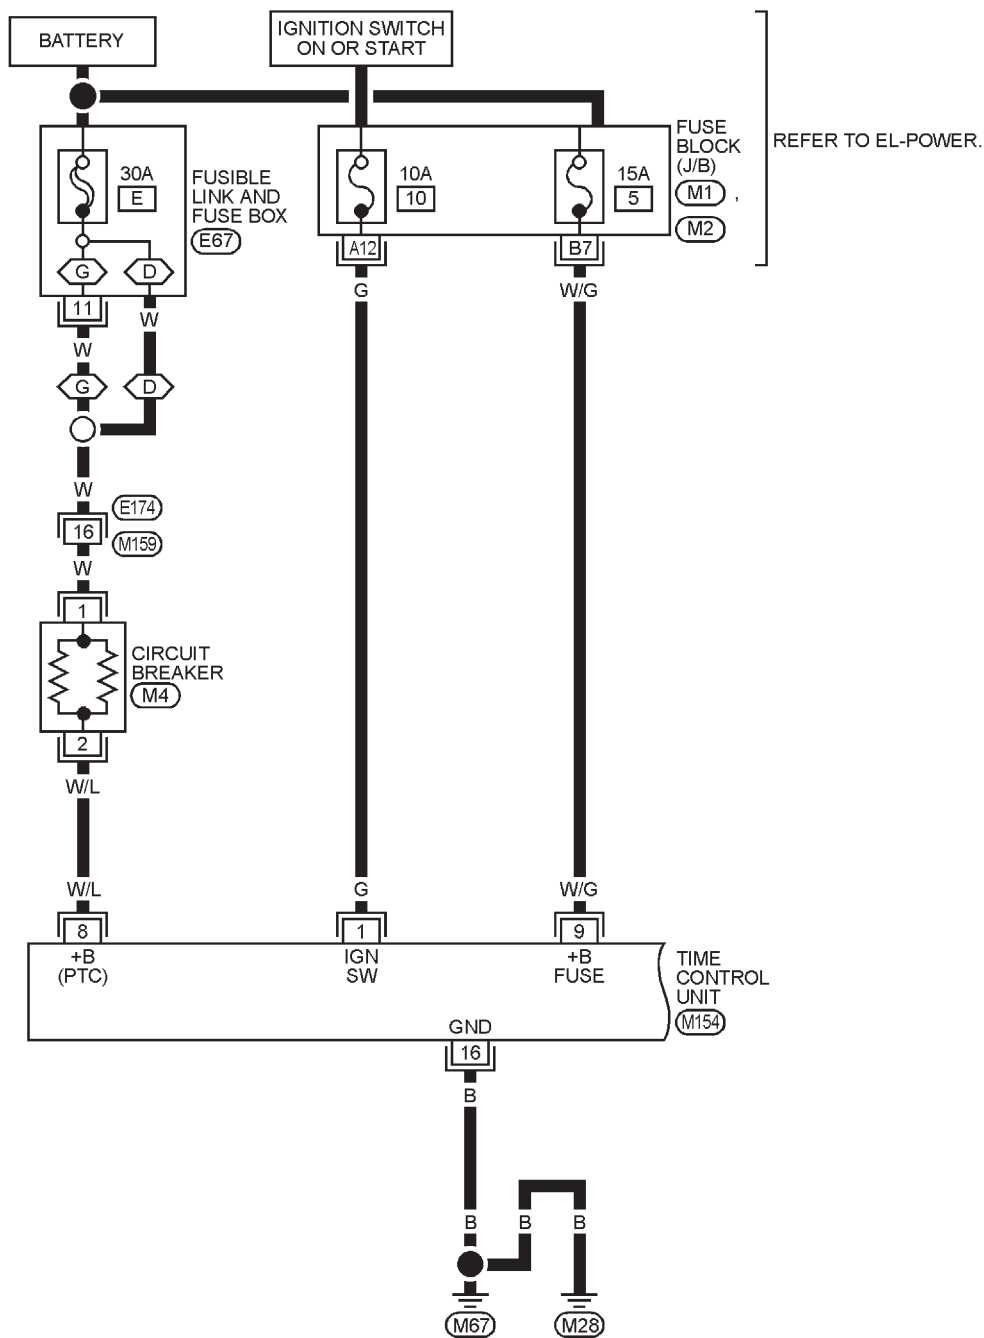 BATTERY
IGNITION SWITCH
ON OR START
REFER TO EL-POWER.
30A
E
FUSIBLE
LINK AND
FUSE BOX
E67
10A
10
15A
5
FUSE
BLOCK
(J/B)
M1 ,
M2
G
D
A12
B7
11
W
G
W/G
W
G
D
W
E174
16
M159
W
1
CIRCUIT
BREAKER
M4
2
W/L
W/L
G
W/G
8
1
9
+B
(PTC)
IGN
SW
+B
FUSE
TIME
CONTROL
UNIT
M154
GND
16
B
B
B
B
M67
M28